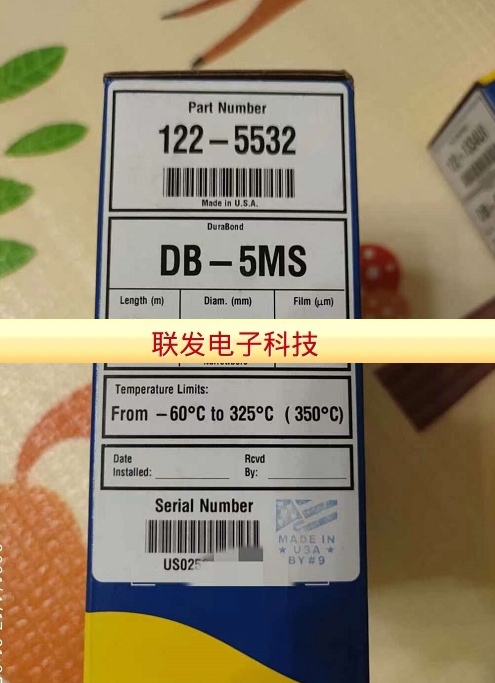 Part Number
122–5532
Made in U.S.A.
DuraBond
DB–5MS
Length (m) Diam. (mm) Film (µm)
联发电子科技
Temperature Limits:
From –60°C to 325°C (350°C)
Date Installed: Rcvd By:
Serial Number
US025
MADE IN
USA
BY #9